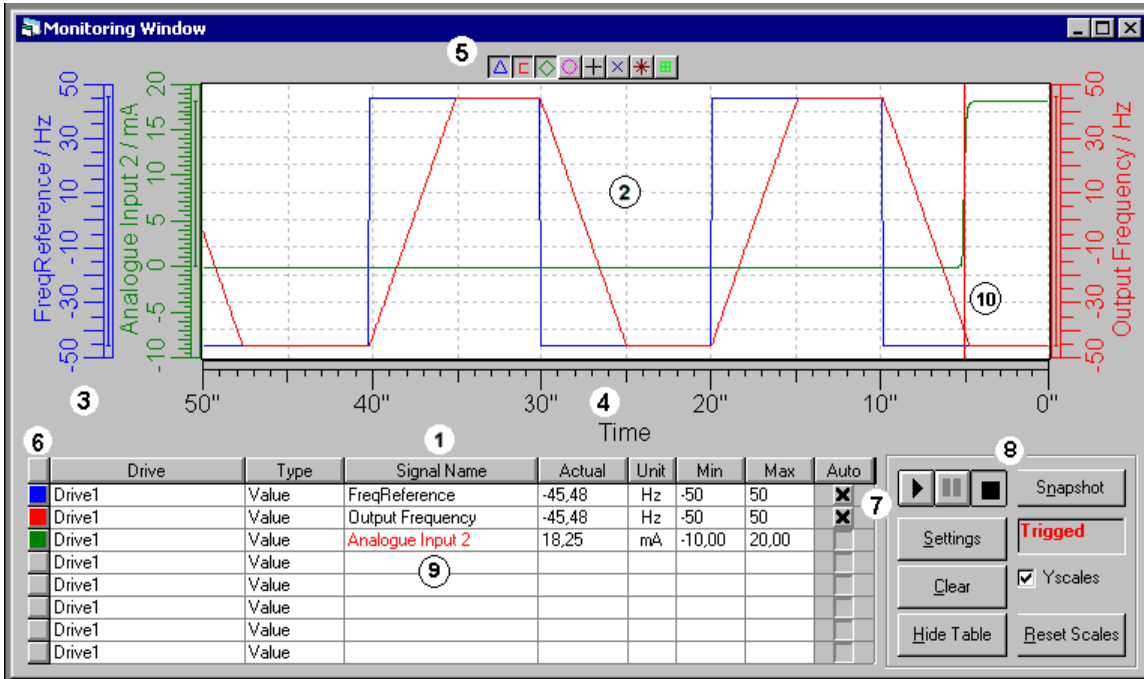 Monitoring Window
5
FreqReference / Hz
50
30
10
-10
-30
-50
Analogue Input 2 / mA
20
15
10
5
0
-5
-10
2
10
50
30
10
-10
-30
-50
Output Frequency / Hz
3
50" 40" 30" 20" 10" 0"
4
Time
6
1
8
Drive Type Signal Name Actual Unit Min Max Auto
Drive1 Value FreqReference -45,48 Hz -50 50
Drive1 Value Output Frequency -45,48 Hz -50 50
Drive1 Value Analogue Input 2 18,25 mA -10,00 20,00
Drive1 Value
Drive1 Value
Drive1 Value
Drive1 Value
Drive1 Value
9
7
Snapshot
Settings
Trigged
Clear
Yscales
Hide Table
Reset Scales